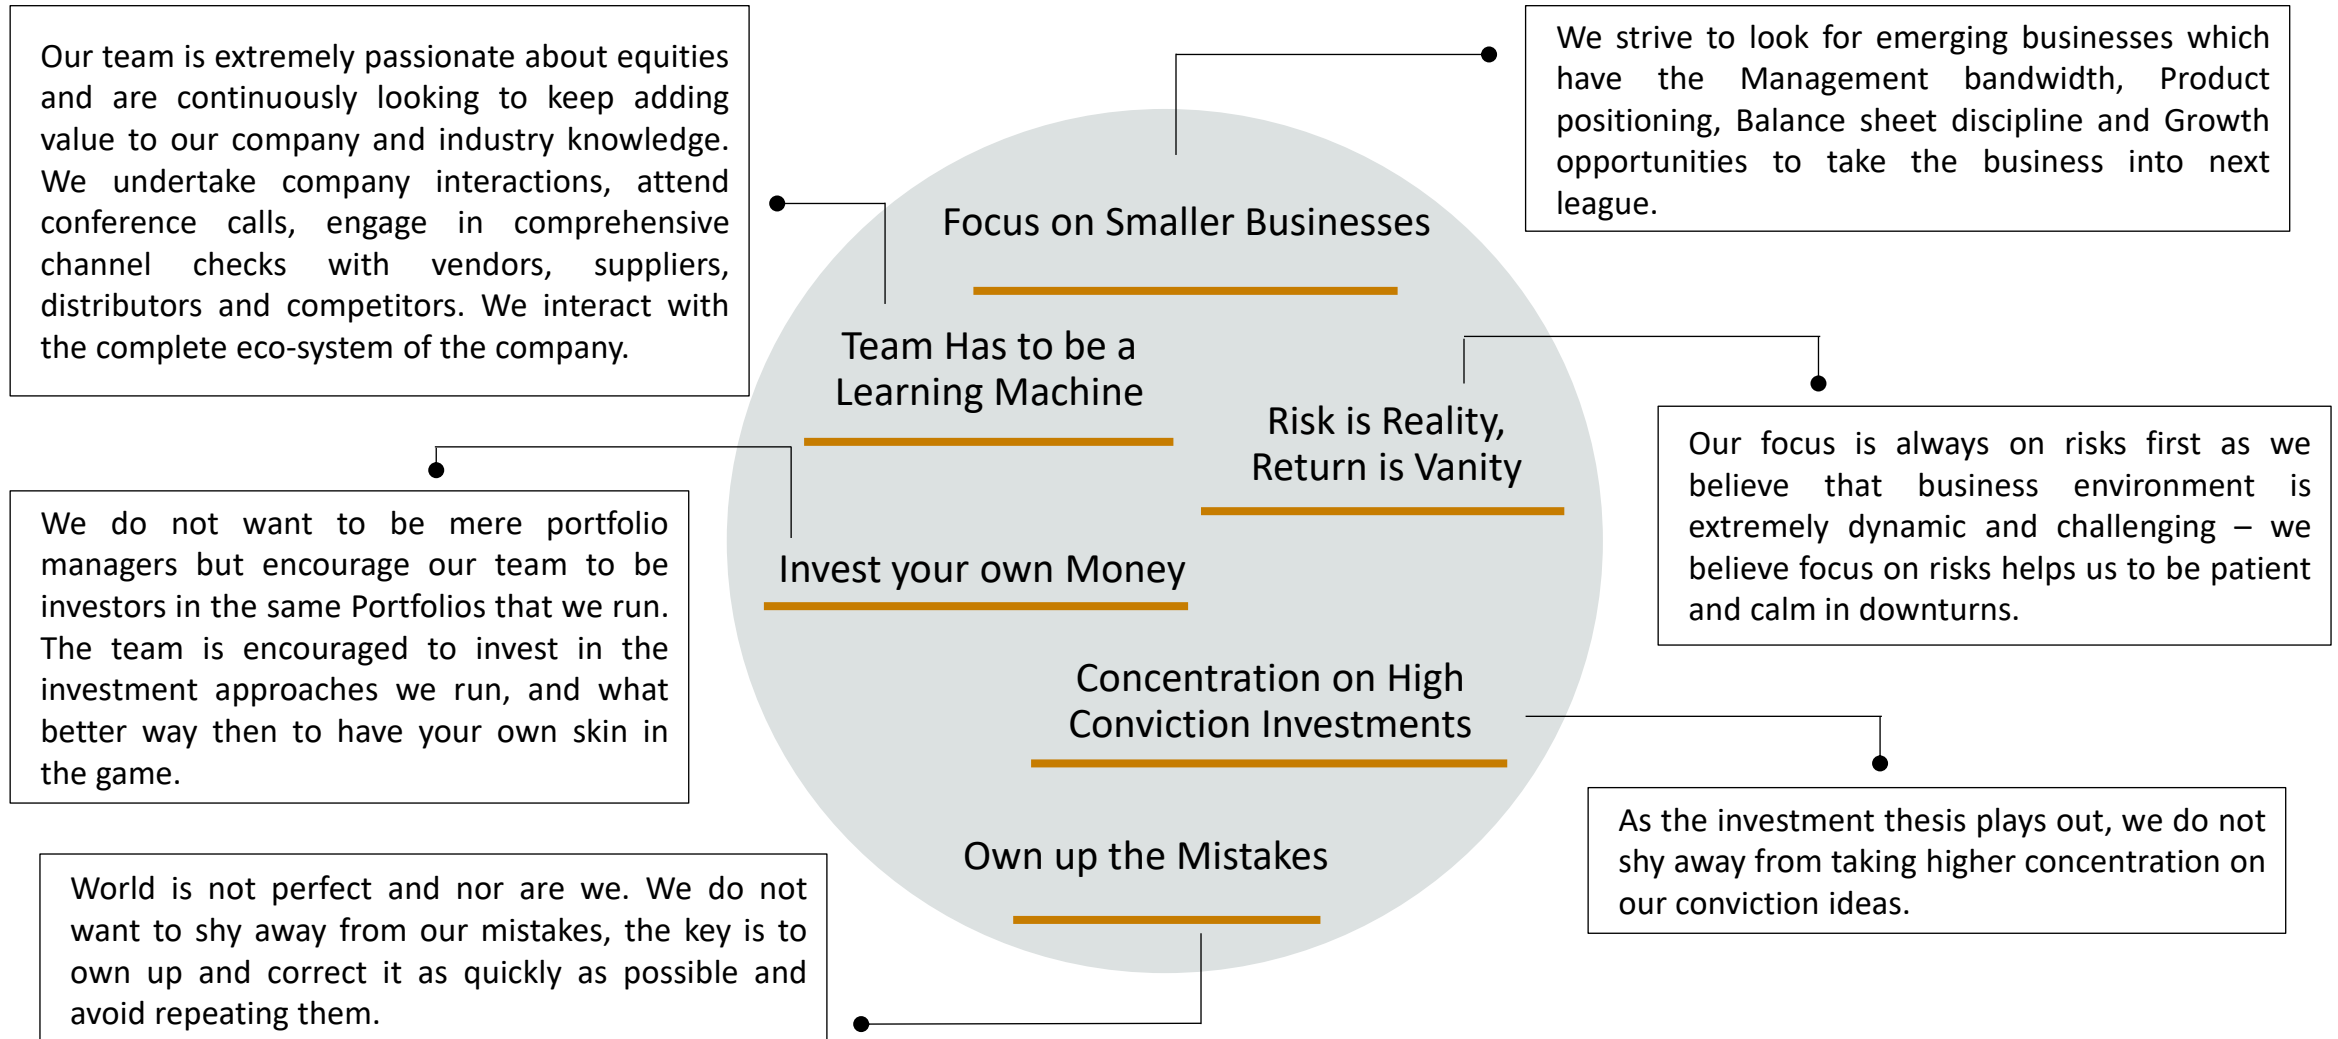 Our team is extremely passionate about equities
and are continuously looking to keep adding
value to our company and industry knowledge.
We undertake company interactions, attend
conference calls, engage in comprehensive
channel checks with vendors, suppliers,
distributors and competitors. We interact with
the complete eco-system of the company.
We strive to look for emerging businesses which
have the Management bandwidth, Product
positioning, Balance sheet discipline and Growth
opportunities to take the business into next
league.
Focus on Smaller Businesses
Team Has to be a
Learning Machine
Risk is Reality,
Return is Vanity
Our focus is always on risks first as we
believe that business environment is
extremely dynamic and challenging – we
believe focus on risks helps us to be patient
and calm in downturns.
We do not want to be mere portfolio
managers but encourage our team to be
investors in the same Portfolios that we run.
The team is encouraged to invest in the
investment approaches we run, and what
better way then to have your own skin in
the game.
Invest your own Money
Concentration on High
Conviction Investments
As the investment thesis plays out, we do not
shy away from taking higher concentration on
our conviction ideas.
Own up the Mistakes
World is not perfect and nor are we. We do not
want to shy away from our mistakes, the key is to
own up and correct it as quickly as possible and
avoid repeating them.